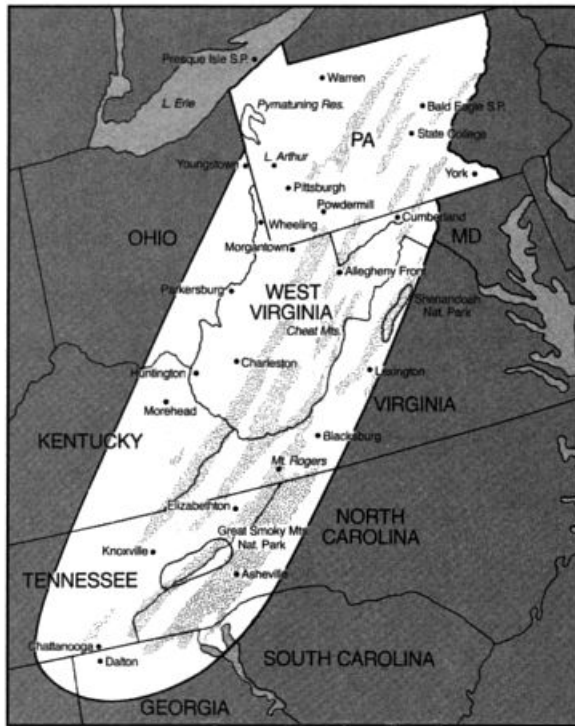 Presque Isle S.P.
Warren
L. Erie
Pymatuning Res.
Bald Eagle S.P.
PA
State College
Youngstown
L. Arthur
York
Pittsburgh
Powdermill
Cumberland
Wheeling
OHIO
MD
Morgantown
Allegheny Front
Parkersburg
WEST
VIRGINIA
Shenandoah
Nat. Park
Cheat Mts.
Charleston
Huntington
Lexington
Morehead
VIRGINIA
KENTUCKY
Blacksburg
Mt. Rogers
Elizabethton
Great Smoky Mts.
Nat. Park
NORTH
CAROLINA
Knoxville
TENNESSEE
Asheville
Chattanooga
Dalton
SOUTH CAROLINA
GEORGIA